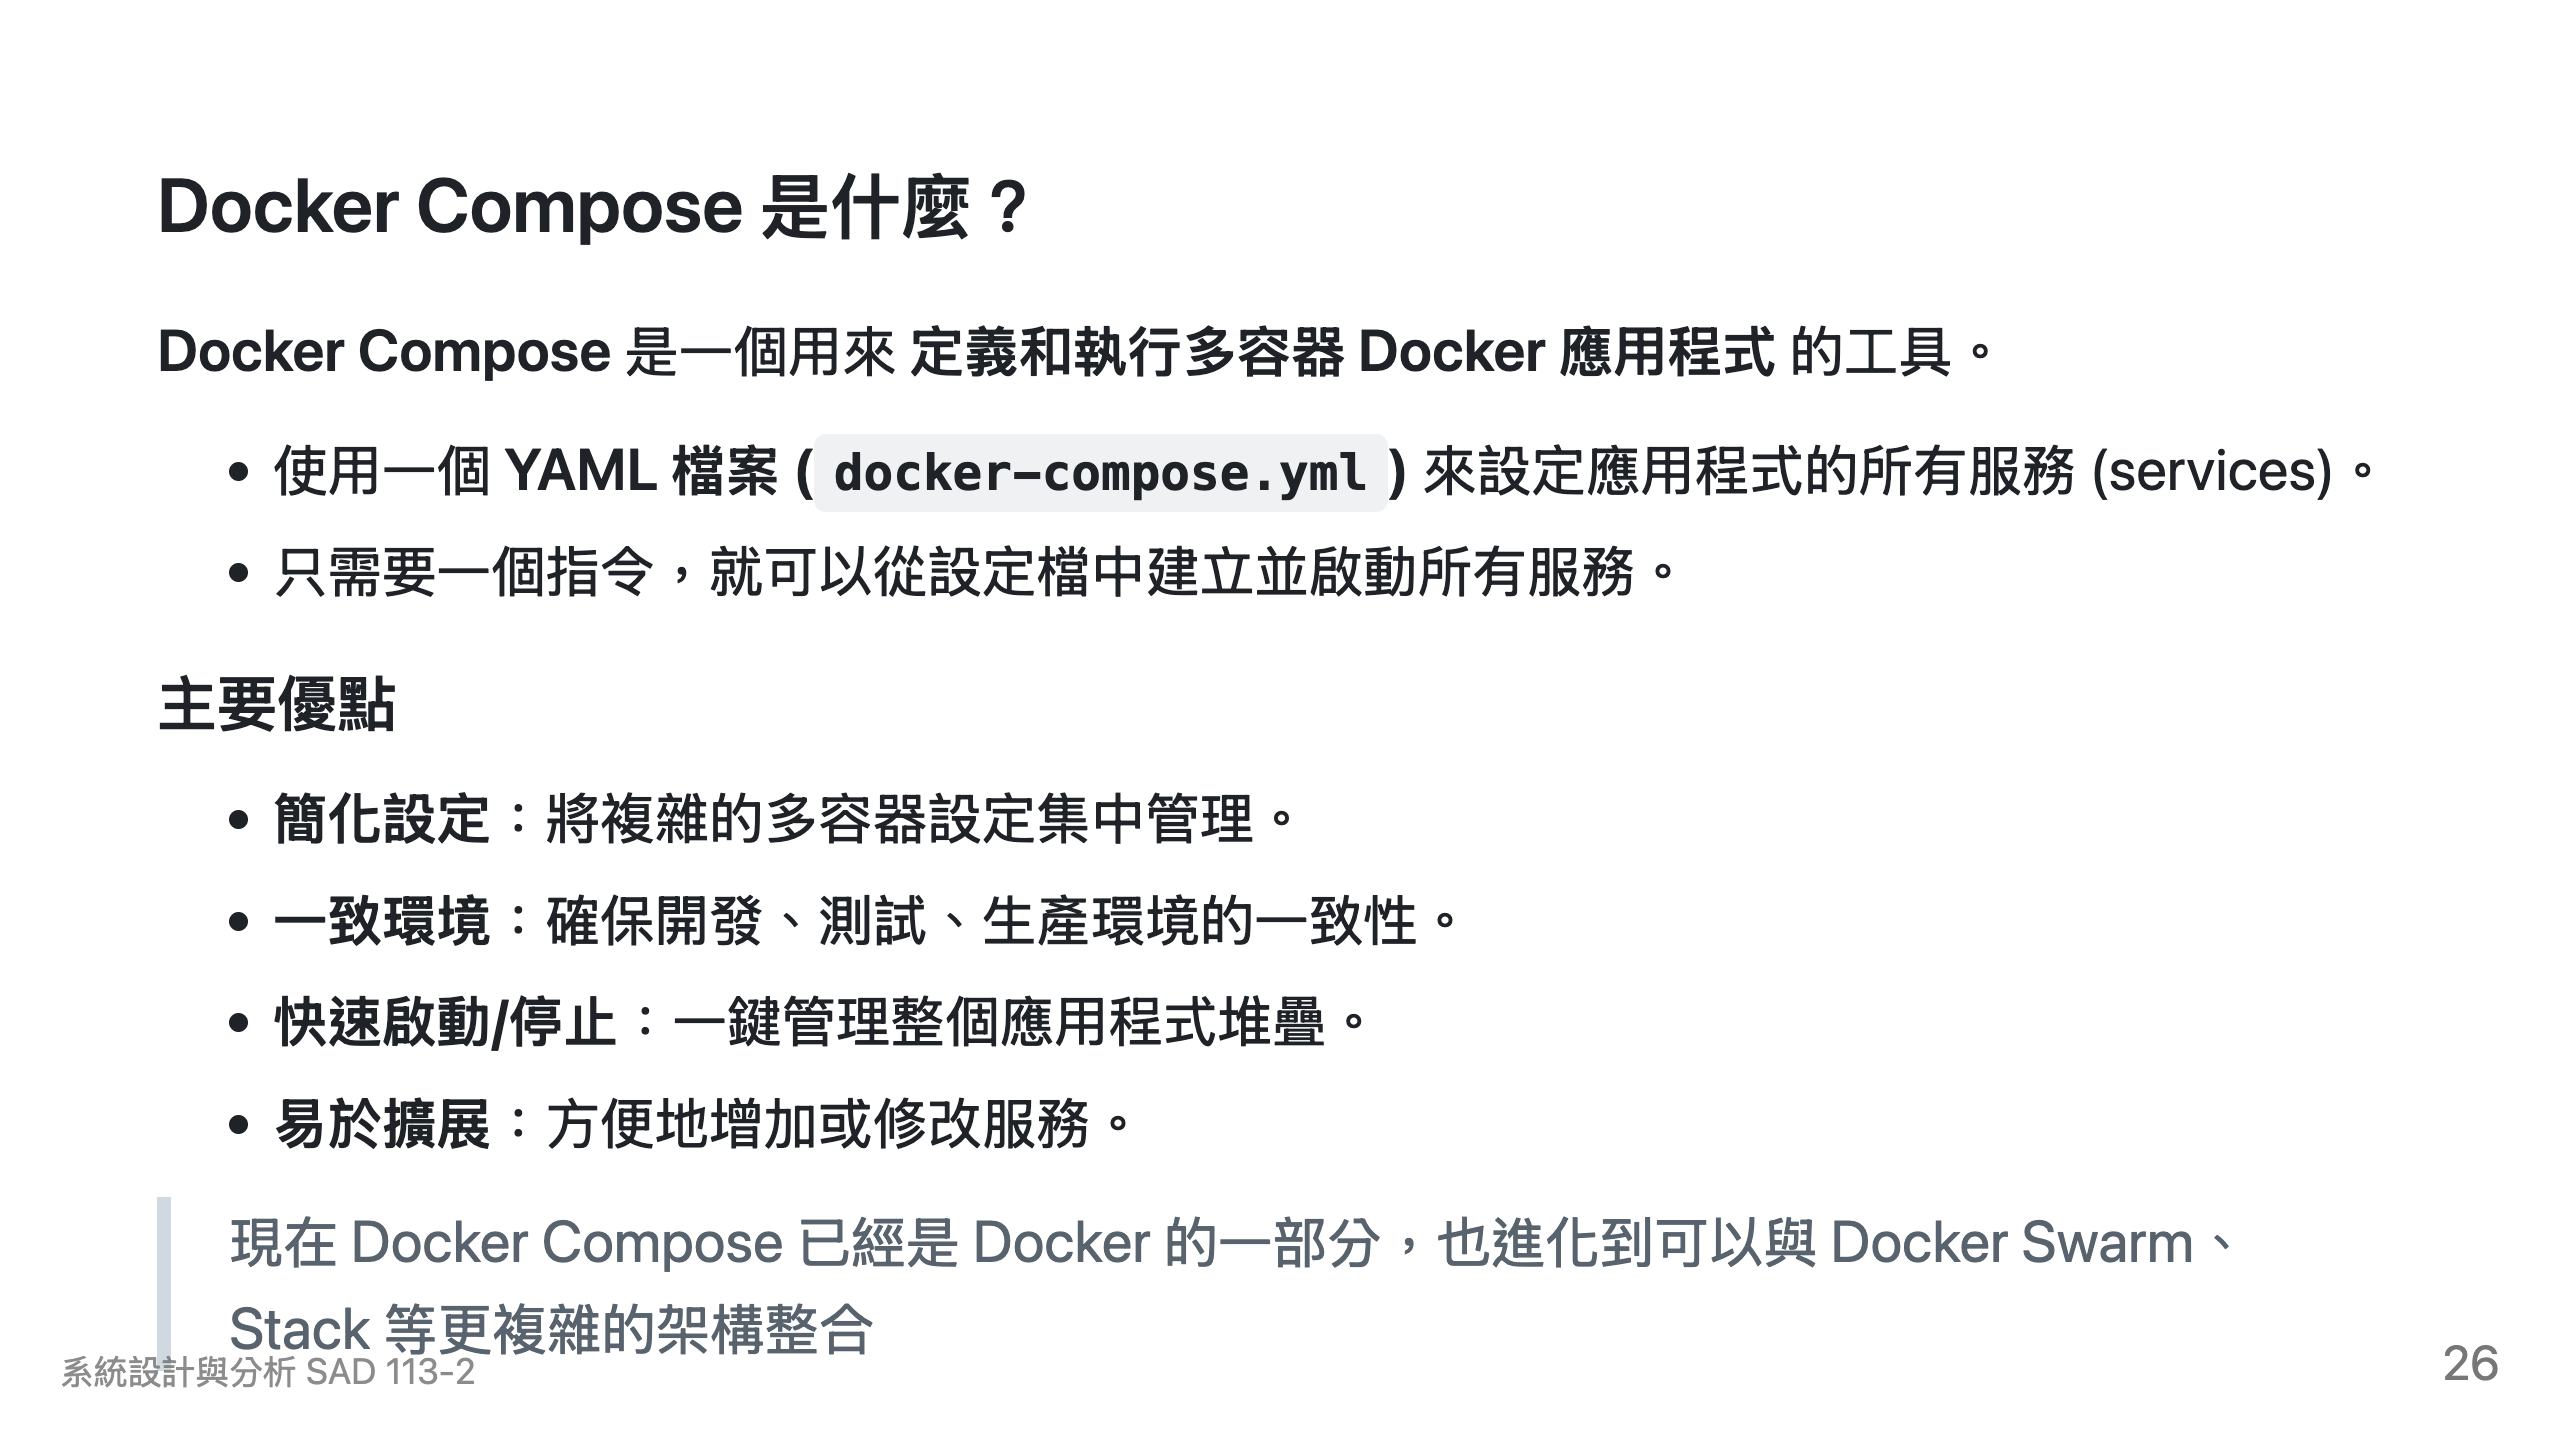 Docker Compose 是什麼？
Docker Compose 是一個用來 定義和執行多容器 Docker 應用程式 的工具。
• 使用一個 YAML 檔案 (docker-compose.yml) 來設定應用程式的所有服務 (services)。
• 只需要一個指令，就可以從設定檔中建立並啟動所有服務。
主要優點
• 簡化設定：將複雜的多容器設定集中管理。
• 一致環境：確保開發、測試、生產環境的一致性。
• 快速啟動/停止：一鍵管理整個應用程式堆疊。
• 易於擴展：方便地增加或修改服務。
現在 Docker Compose 已經是 Docker 的一部分，也進化到可以與 Docker Swarm、
Stack 等更複雜的架構整合
系統設計與分析 SAD 113-2
26